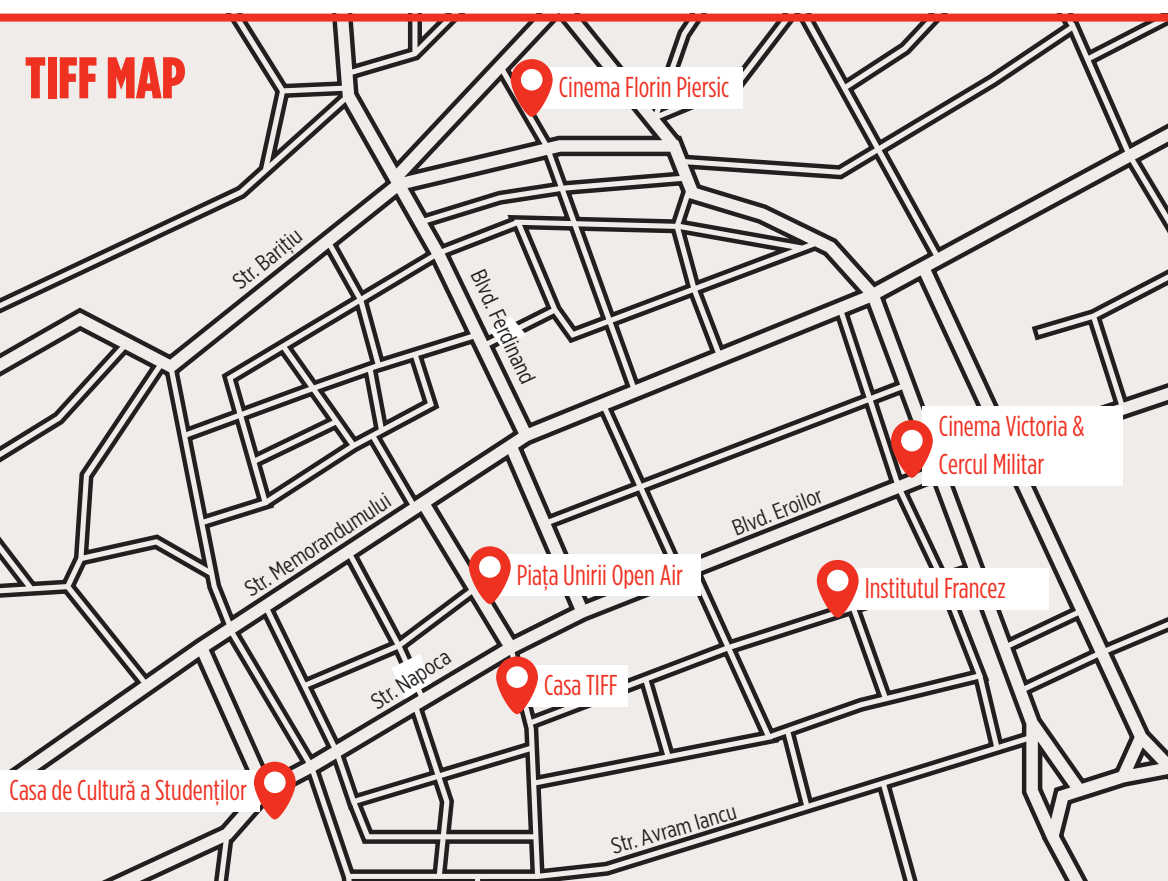 TIFF MAP
Cinema Florin Piersic
Str. Barițiu
Blvd. Ferdinand
Cinema Victoria &
Cercul Militar
Blvd. Eroilor
Str. Memorandumului
Piața Unirii Open Air
Institutul Francez
Str. Napoca
Casa TIFF
Casa de Cultură a Studenților
Str. Avram Iancu